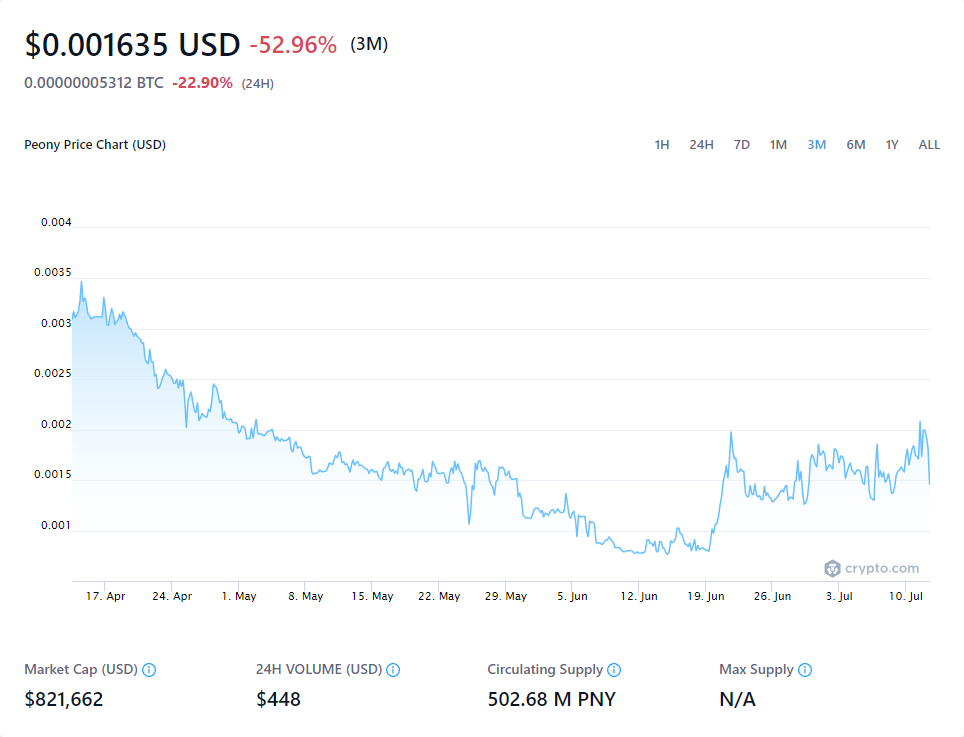 $0.001635 USD -52.96% (3M)
0.00000005312 BTC -22.90% (24H)
Peony Price Chart (USD) 1H 24H 7D 1M 3M 6M 1Y ALL
0.004
0.0035
0.003
0.0025
0.002
0.0015
0.001
crypto.com
17. Apr 24. Apr 1. May 8. May 15. May 22. May 29. May 5. Jun 12. Jun 19. Jun 26. Jun 3. Jul 10. Jul
Market Cap (USD) 24H VOLUME (USD) Circulating Supply Max Supply
$821,662 $448 502.68 M PNY N/A